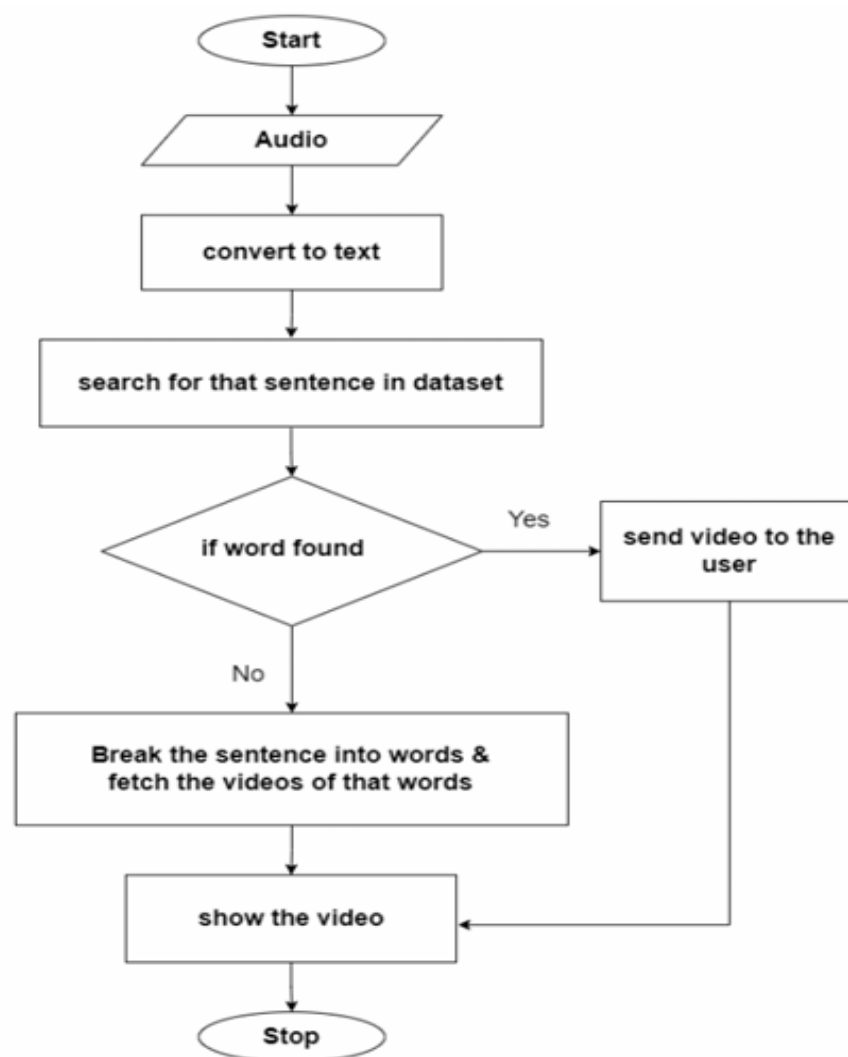 Start
Audio
convert to text
search for that sentence in dataset
if word found
Yes
send video to the
user
No
Break the sentence into words &
fetch the videos of that words
show the video
Stop